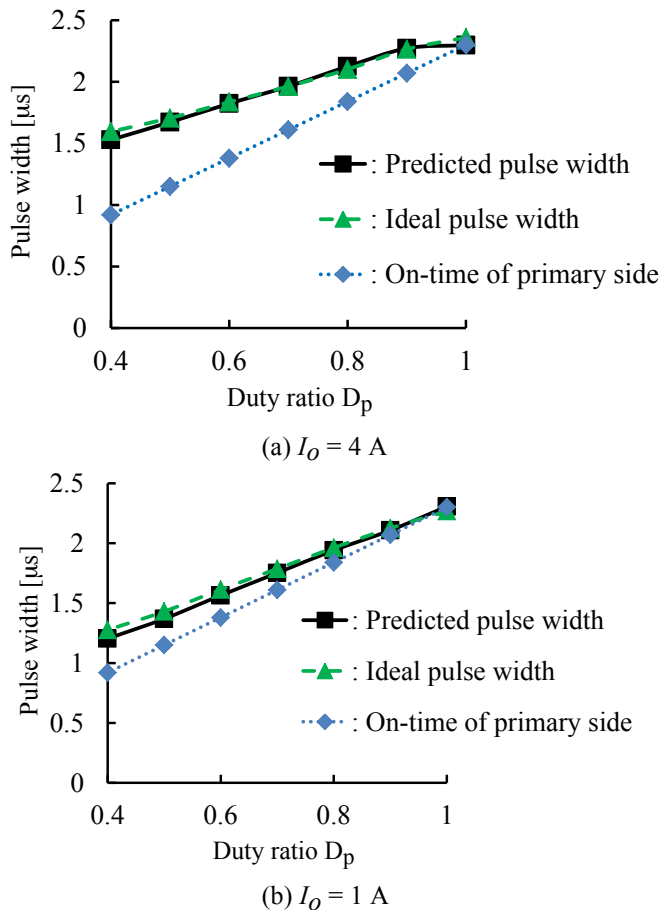 2.5
2
1.5
1
0.5
0
Pulse width [µs]
: Predicted pulse width
: Ideal pulse width
: On-time of primary side
0.4 0.6 0.8 1
Duty ratio Dp
(a) Io = 4 A
2.5
2
1.5
1
0.5
0
Pulse width [µs]
: Predicted pulse width
: Ideal pulse width
: On-time of primary side
0.4 0.6 0.8 1
Duty ratio Dp
(b) Io = 1 A